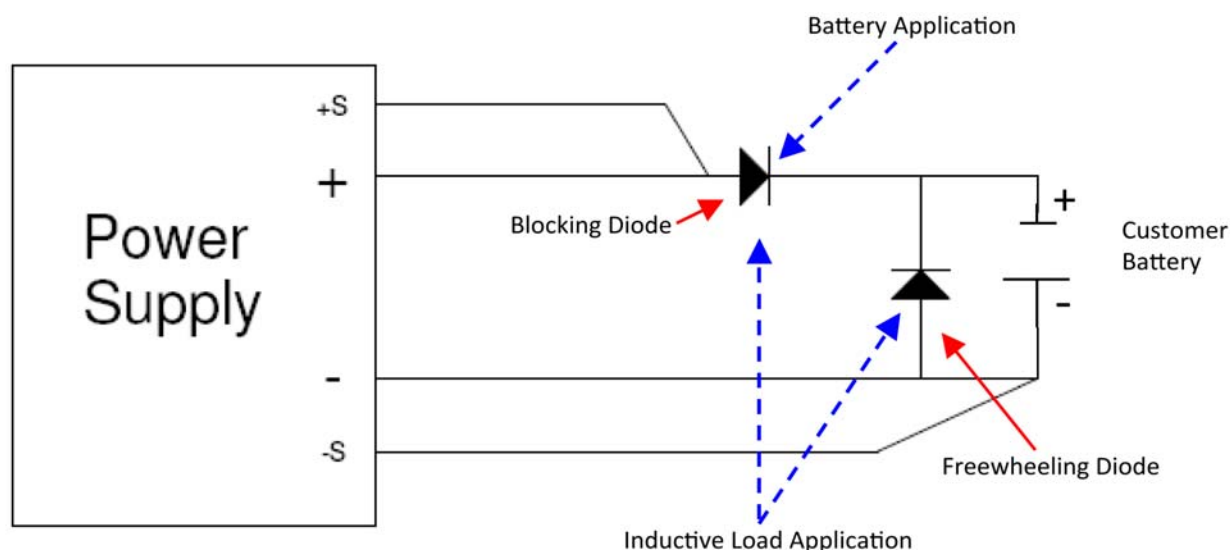 Battery Application
+S
+
Blocking Diode
Power
Supply
+
Customer
Battery
-
-
-S
Freewheeling Diode
Inductive Load Application